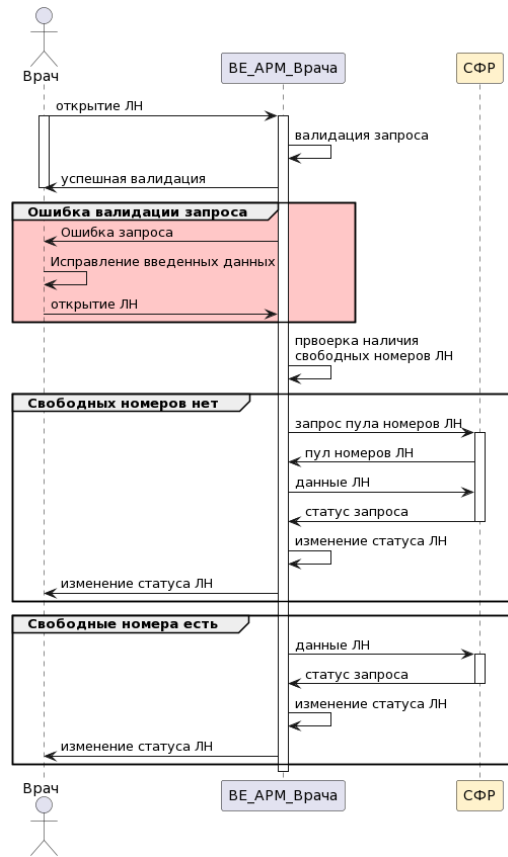 Врач
BE_АРМ_Врача
СФР
открытие ЛН
валидация запроса
успешная валидация
Ошибка валидации запроса
Ошибка запроса
Исправление введенных данных
открытие ЛН
првоерка наличия
свободных номеров ЛН
Свободных номеров нет
запрос пула номеров ЛН
пул номеров ЛН
данные ЛН
статус запроса
изменение статуса ЛН
изменение статуса ЛН
Свободные номера есть
данные ЛН
статус запроса
изменение статуса ЛН
изменение статуса ЛН
Врач
BE_АРМ_Врача
СФР